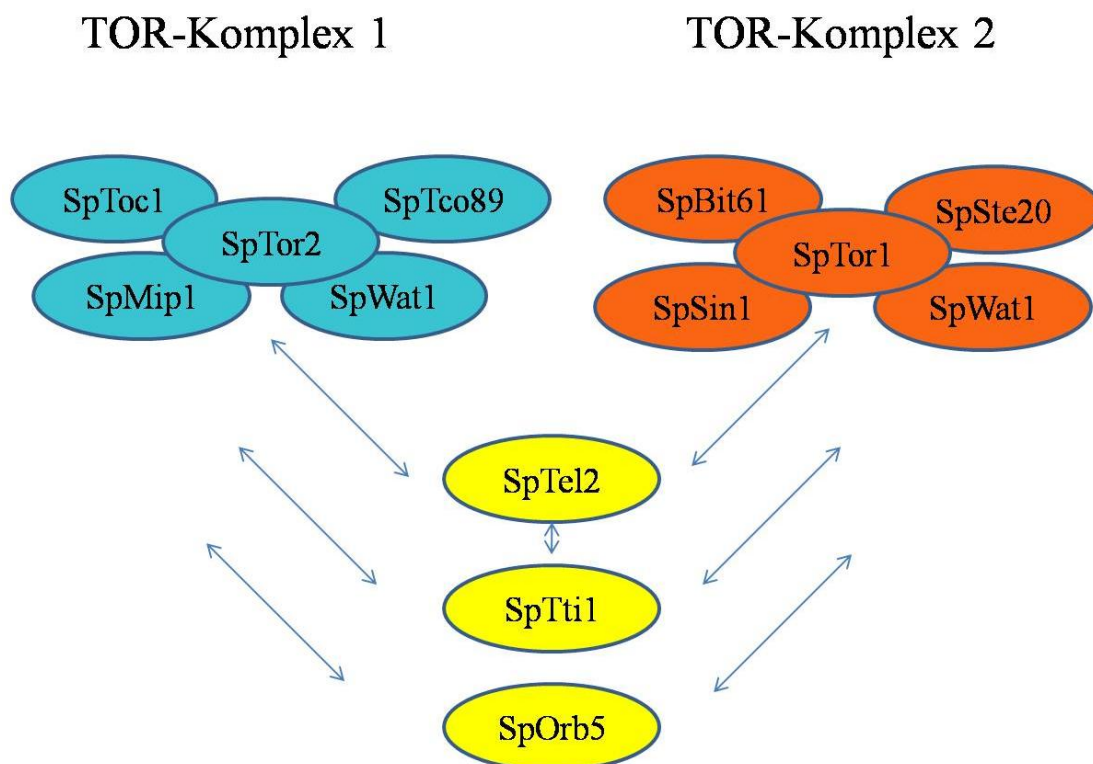 TOR-Komplex 1
TOR-Komplex 2
SpToc1
SpTco89
SpTor2
SpMip1
SpWat1
SpBit61
SpSte20
SpTor1
SpSin1
SpWat1
SpTel2
SpTti1
SpOrb5